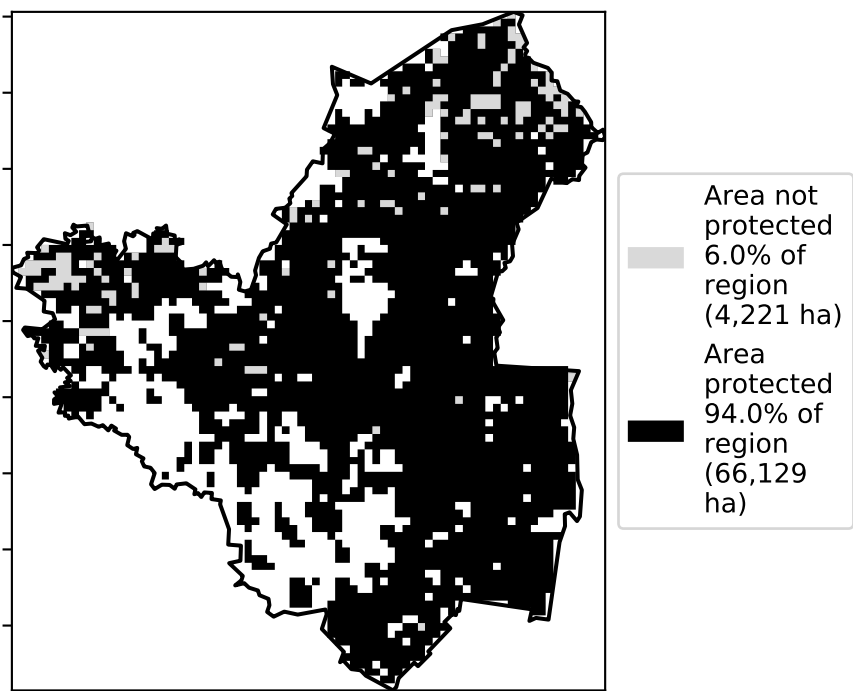 Area not
protected
6.0% of
region
(4,221 ha)
Area
protected
94.0% of
region
(66,129
ha)